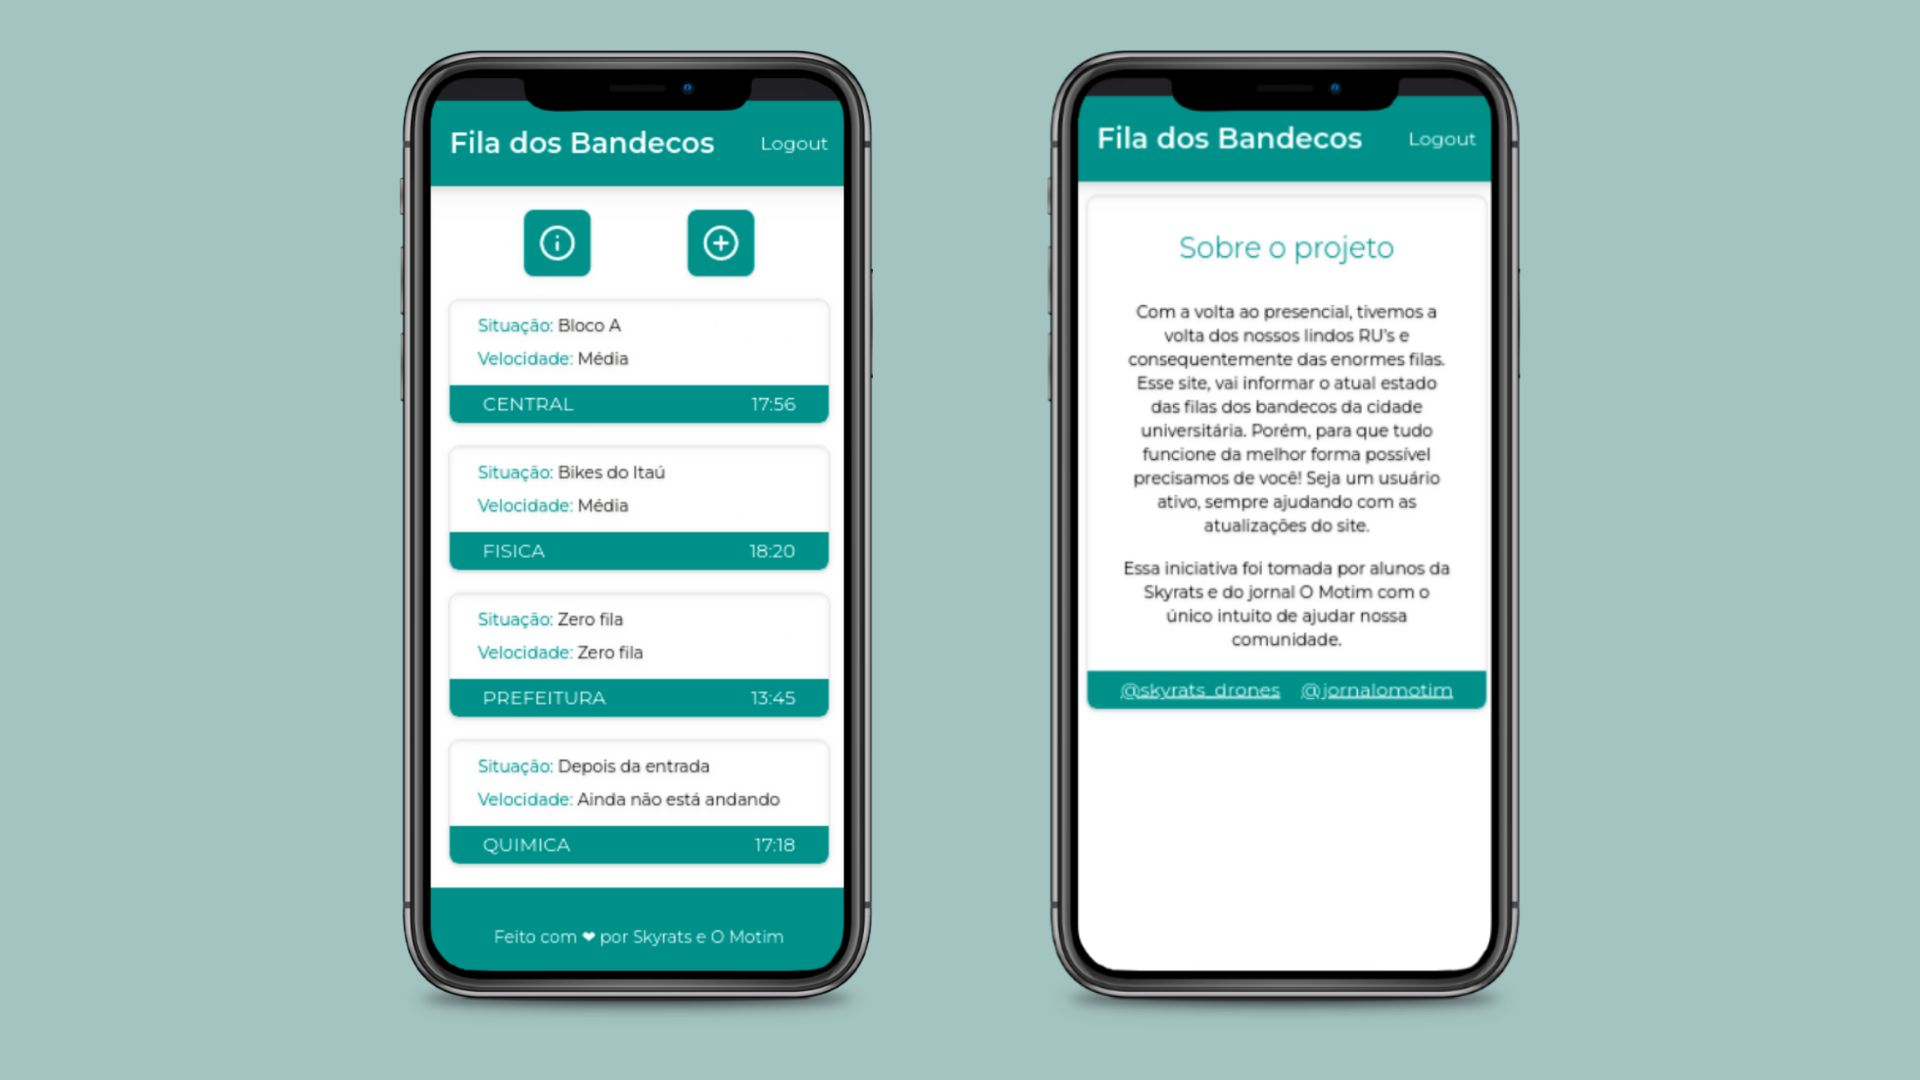 Fila dos Bandecos
Logout
Situação: Bloco A
Velocidade: Média
CENTRAL 17:56
Situação: Bikes do Itaú
Velocidade: Média
FISICA 18:20
Situação: Zero fila
Velocidade: Zero fila
PREFEITURA 13:45
Situação: Depois da entrada
Velocidade: Ainda não está andando
QUIMICA 17:18
Feito com ❤ por Skyrats e O Motim
Fila dos Bandecos
Logout
Sobre o projeto
Com a volta ao presencial, tivemos a
volta dos nossos lindos RU's e
consequentemente das enormes filas.
Esse site, vai informar o atual estado
das filas dos bandecos da cidade
universitária. Porém, para que tudo
funcione da melhor forma possível
precisamos de você! Seja um usuário
ativo, sempre ajudando com as
atualizações do site.
Essa iniciativa foi tomada por alunos da
Skyrats e do jornal O Motim com o
único intuito de ajudar nossa
comunidade.
@skyrats_drones @jornalomotim